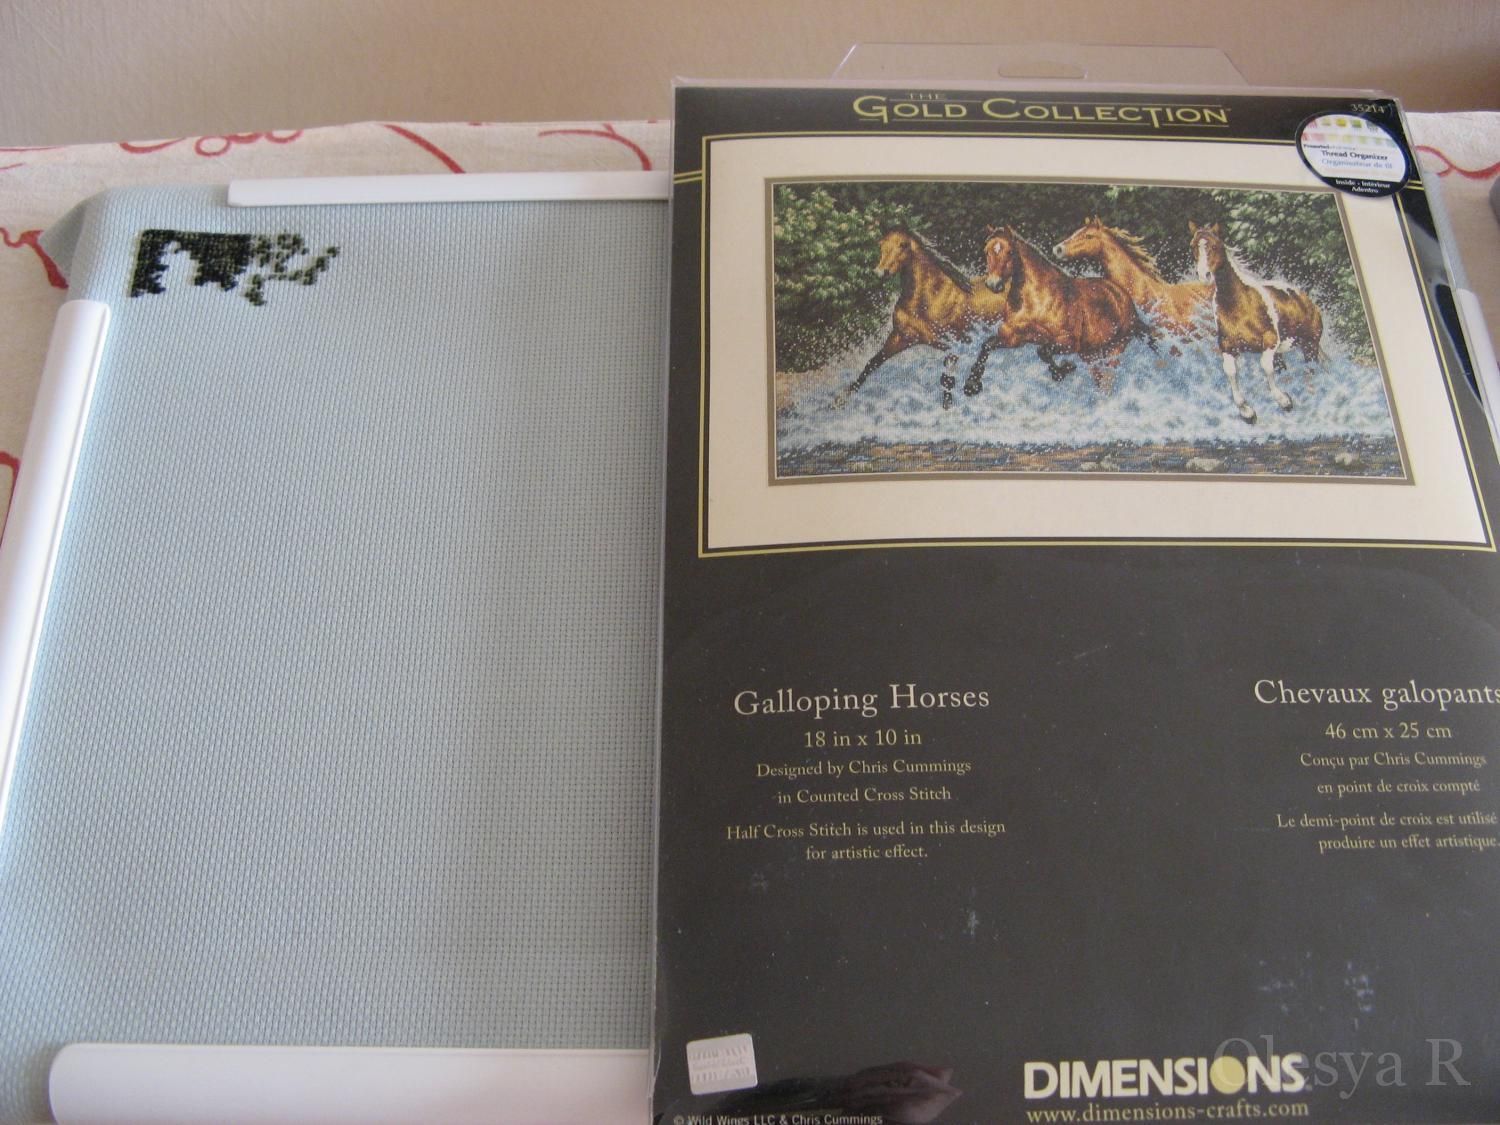 THE
GOLD COLLECTION
35214
Thread Organizer
Organisateur de fil
Inside - Intérieur
Adentro
Galloping Horses
18 in x 10 in
Designed by Chris Cummings
in Counted Cross Stitch
Half Cross Stitch is used in this design
for artistic effect.
Chevaux galopants
46 cm x 25 cm
Conçu par Chris Cummings
en point de croix compté
Le demi-point de croix est utilisé
produire un effet artistique.
DIMENSIONS
www.dimensions-crafts.com
© Wild Wings LLC & Chris Cummings
Olesya R